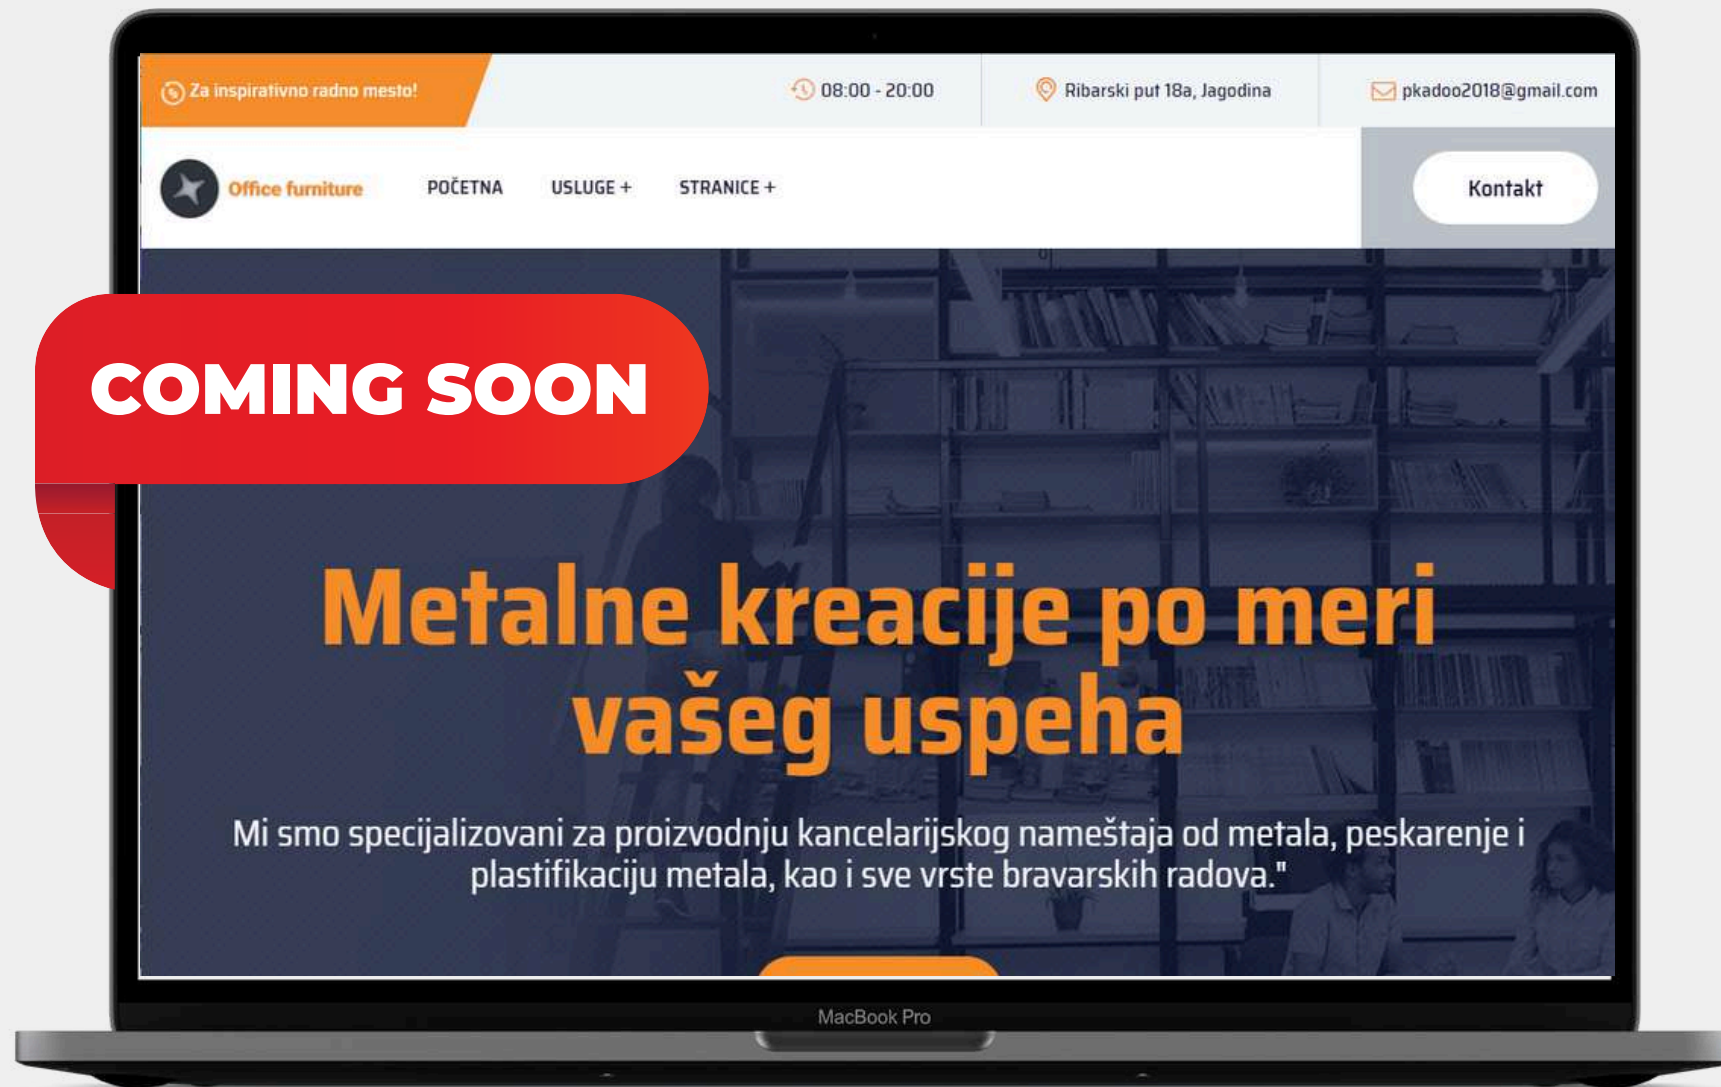 Za inspirativno radno mesto!
08:00 - 20:00
Ribarski put 18a, Jagodina
pkadoo2018@gmail.com
Office furniture
POČETNA
USLUGE +
STRANICE +
Kontakt
COMING SOON
Metalne kreacije po meri
vašeg uspeha
Mi smo specijalizovani za proizvodnju kancelarijskog nameštaja od metala, peskarenje i
plastifikaciju metala, kao i sve vrste bravarskih radova."
MacBook Pro